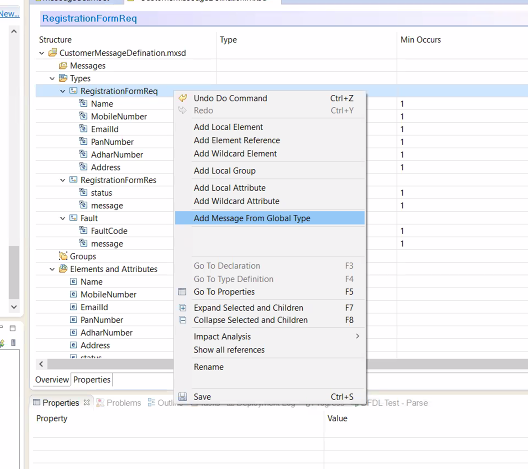 New...
RegistrationFormReq
Structure Type Min Occurs
CustomerMessageDefination.mxsd
Messages
Types
RegistrationFormReq
Name 1
MobileNumber 1
EmailId 1
PanNumber 1
AdharNumber 1
Address 1
RegistrationFormRes
status 1
message 1
Fault
FaultCode 1
message 1
Groups
Elements and Attributes
Name
MobileNumber
EmailId
PanNumber
AdharNumber
Address
status
Undo Do Command Ctrl+Z
Redo Ctrl+Y
Add Local Element
Add Element Reference
Add Wildcard Element
Add Local Group
Add Local Attribute
Add Wildcard Attribute
Add Message From Global Type
Go To Declaration F3
Go To Type Definition F4
Go To Properties F5
Expand Selected and Children F7
Collapse Selected and Children F8
Impact Analysis
Show all references
Rename
Save Ctrl+S
Overview Properties
Properties Problems DFDL Test - Parse
Property Value